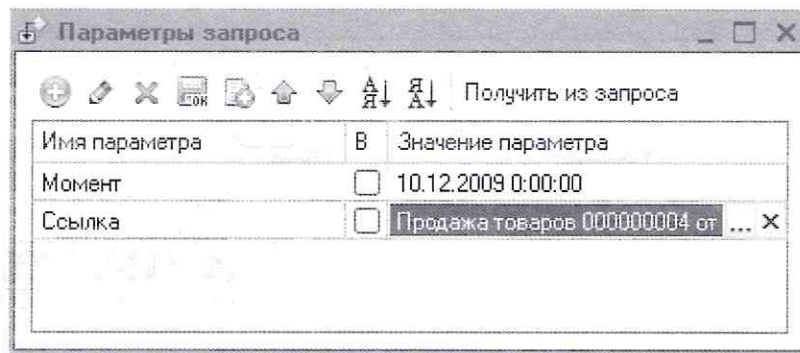 Параметры запроса
Получить из запроса
Имя параметра В Значение параметра
Момент 10.12.2009 0:00:00
Ссылка Продажа товаров 000000004 от ...